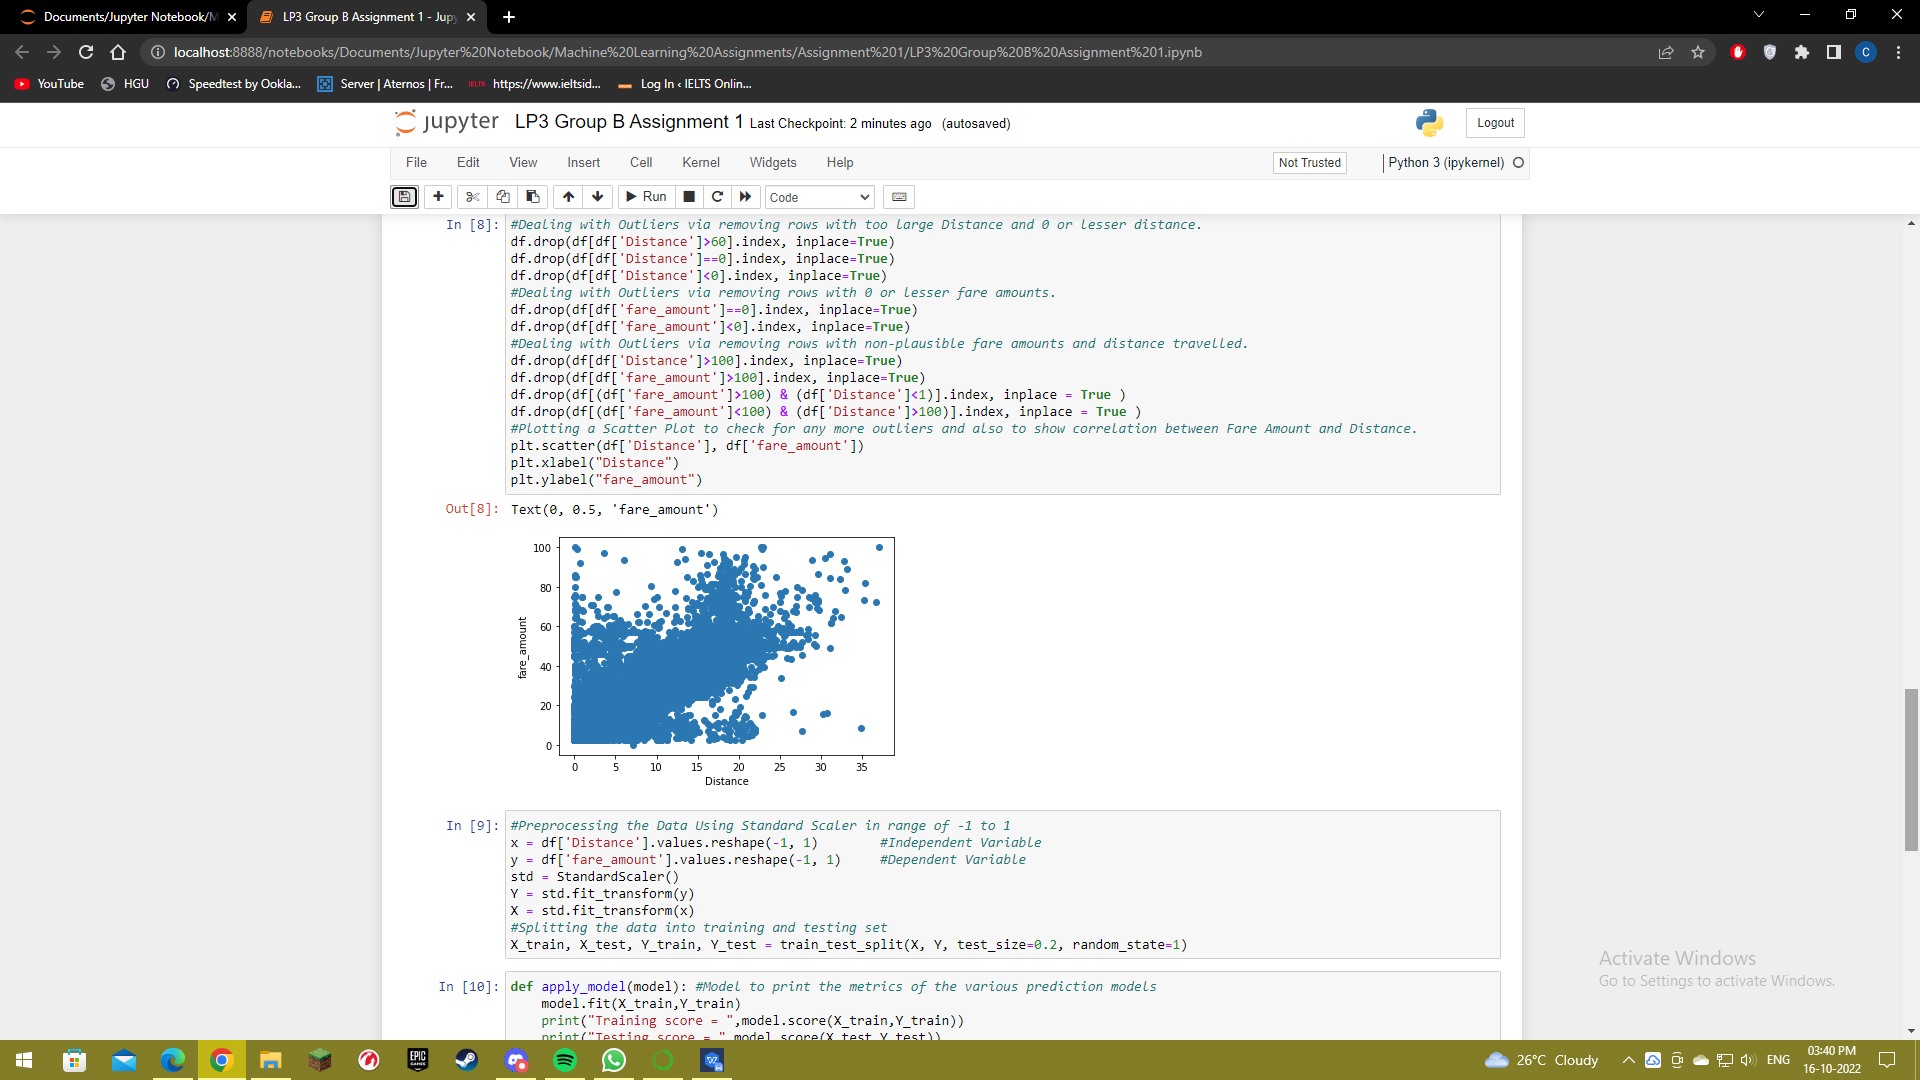 Documents/Jupyter Notebook/M
LP3 Group B Assignment 1 - Jupy
localhost:8888/notebooks/Documents/Jupyter%20Notebook/Machine%20Learning%20Assignments/Assignment%201/LP3%20Group%20B%20Assignment%201.ipynb
C
YouTube
HGU
Speedtest by Ookla...
Server | Aternos | Fr...
IELTS https://www.ieltsid...
Log In ‹ IELTS Onlin...
jupyter LP3 Group B Assignment 1 Last Checkpoint: 2 minutes ago (autosaved)
Logout
File Edit View Insert Cell Kernel Widgets Help
Not Trusted
Python 3 (ipykernel)
Run
Code
In [8]: #Dealing with Outliers via removing rows with too large Distance and 0 or lesser distance.
df.drop(df[df['Distance']>60].index, inplace=True)
df.drop(df[df['Distance']==0].index, inplace=True)
df.drop(df[df['Distance']<0].index, inplace=True)
#Dealing with Outliers via removing rows with 0 or lesser fare amounts.
df.drop(df[df['fare_amount']==0].index, inplace=True)
df.drop(df[df['fare_amount']<0].index, inplace=True)
#Dealing with Outliers via removing rows with non-plausible fare amounts and distance travelled.
df.drop(df[df['Distance']>100].index, inplace=True)
df.drop(df[df['fare_amount']>100].index, inplace=True)
df.drop(df[(df['fare_amount']>100) & (df['Distance']<1)].index, inplace = True )
df.drop(df[(df['fare_amount']<100) & (df['Distance']>100)].index, inplace = True )
#Plotting a Scatter Plot to check for any more outliers and also to show correlation between Fare Amount and Distance.
plt.scatter(df['Distance'], df['fare_amount'])
plt.xlabel("Distance")
plt.ylabel("fare_amount")
Out[8]: Text(0, 0.5, 'fare_amount')
100
80
60
40
20
0
fare_amount
0 5 10 15 20 25 30 35
Distance
In [9]: #Preprocessing the Data Using Standard Scaler in range of -1 to 1
x = df['Distance'].values.reshape(-1, 1) #Independent Variable
y = df['fare_amount'].values.reshape(-1, 1) #Dependent Variable
std = StandardScaler()
Y = std.fit_transform(y)
X = std.fit_transform(x)
#Splitting the data into training and testing set
X_train, X_test, Y_train, Y_test = train_test_split(X, Y, test_size=0.2, random_state=1)
In [10]: def apply_model(model): #Model to print the metrics of the various prediction models
model.fit(X_train,Y_train)
print("Training score = ",model.score(X_train,Y_train))
print("Testing score = ",model.score(X_test,Y_test))
Activate Windows
Go to Settings to activate Windows.
EPIC GAMES
26°C Cloudy
ENG
03:40 PM
16-10-2022